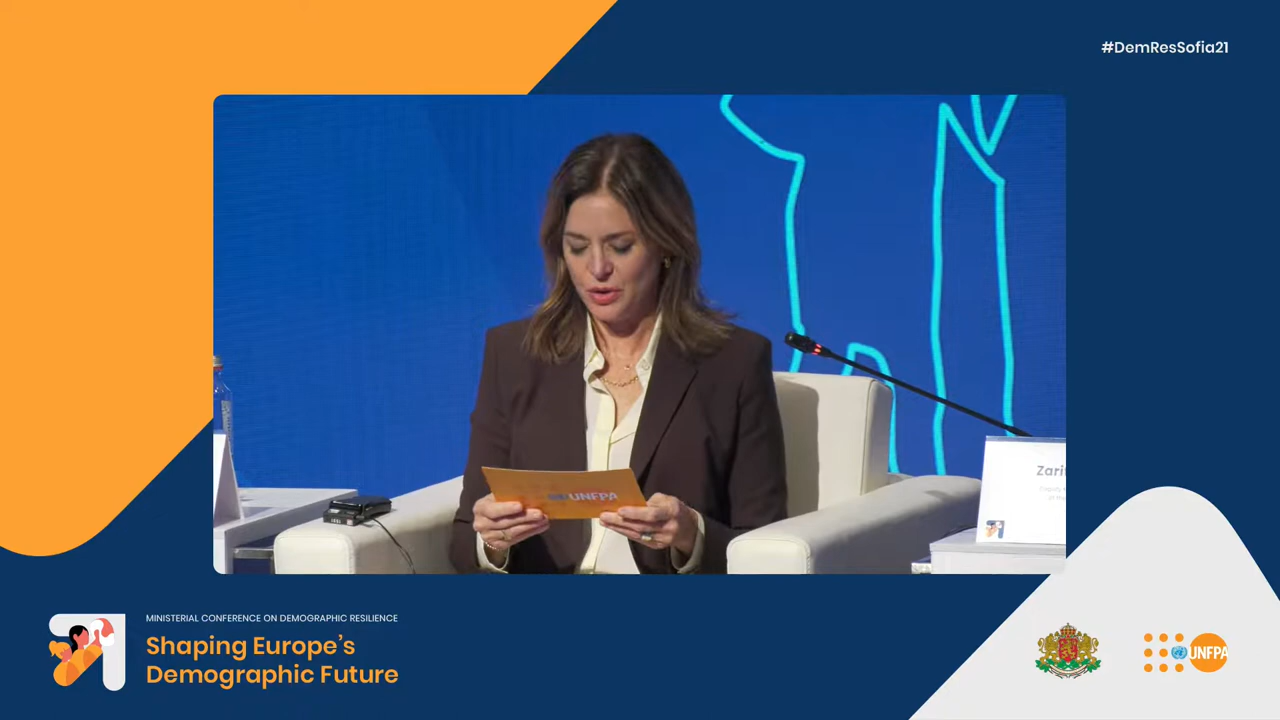 #DemResSofia21
UNFPA
Zari
MINISTERIAL CONFERENCE ON DEMOGRAPHIC RESILIENCE
Shaping Europe's
Demographic Future
UNFPA